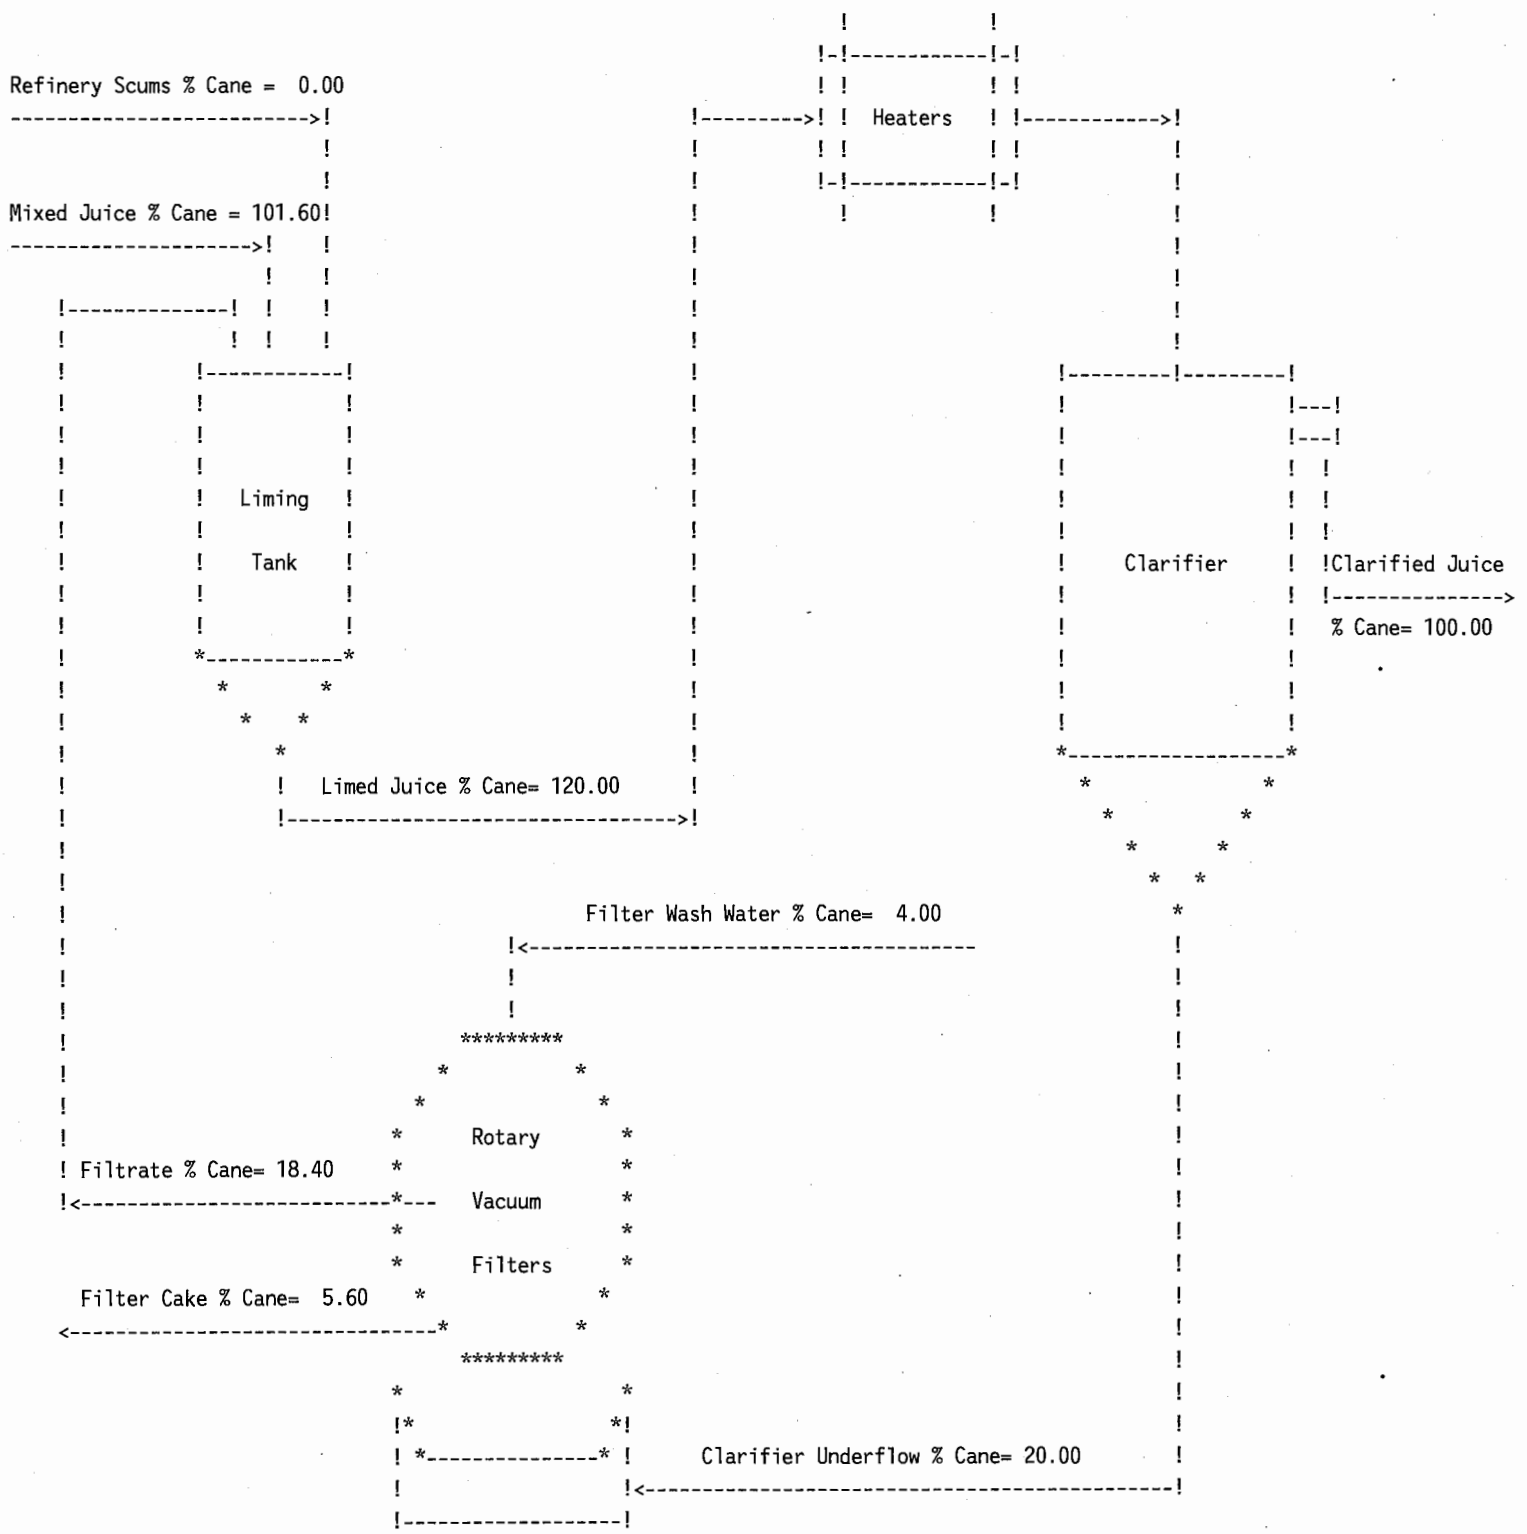 Refinery Scums % Cane = 0.00
Heaters
Mixed Juice % Cane = 101.60
Liming
Tank
Clarifier
Clarified Juice
% Cane= 100.00
Limed Juice % Cane= 120.00
Filter Wash Water % Cane= 4.00
Rotary
Filtrate % Cane= 18.40
Vacuum
Filters
Filter Cake % Cane= 5.60
Clarifier Underflow % Cane= 20.00